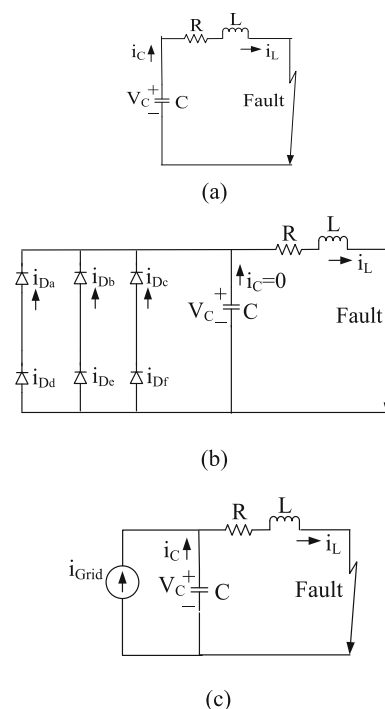 R L
i_C i_L
V_C + − C Fault
(a)
R L
i_Da i_Db i_Dc i_C=0 i_L
V_C + − C Fault
i_Dd i_De i_Df
(b)
R L
i_C i_L
i_Grid V_C + − C Fault
(c)